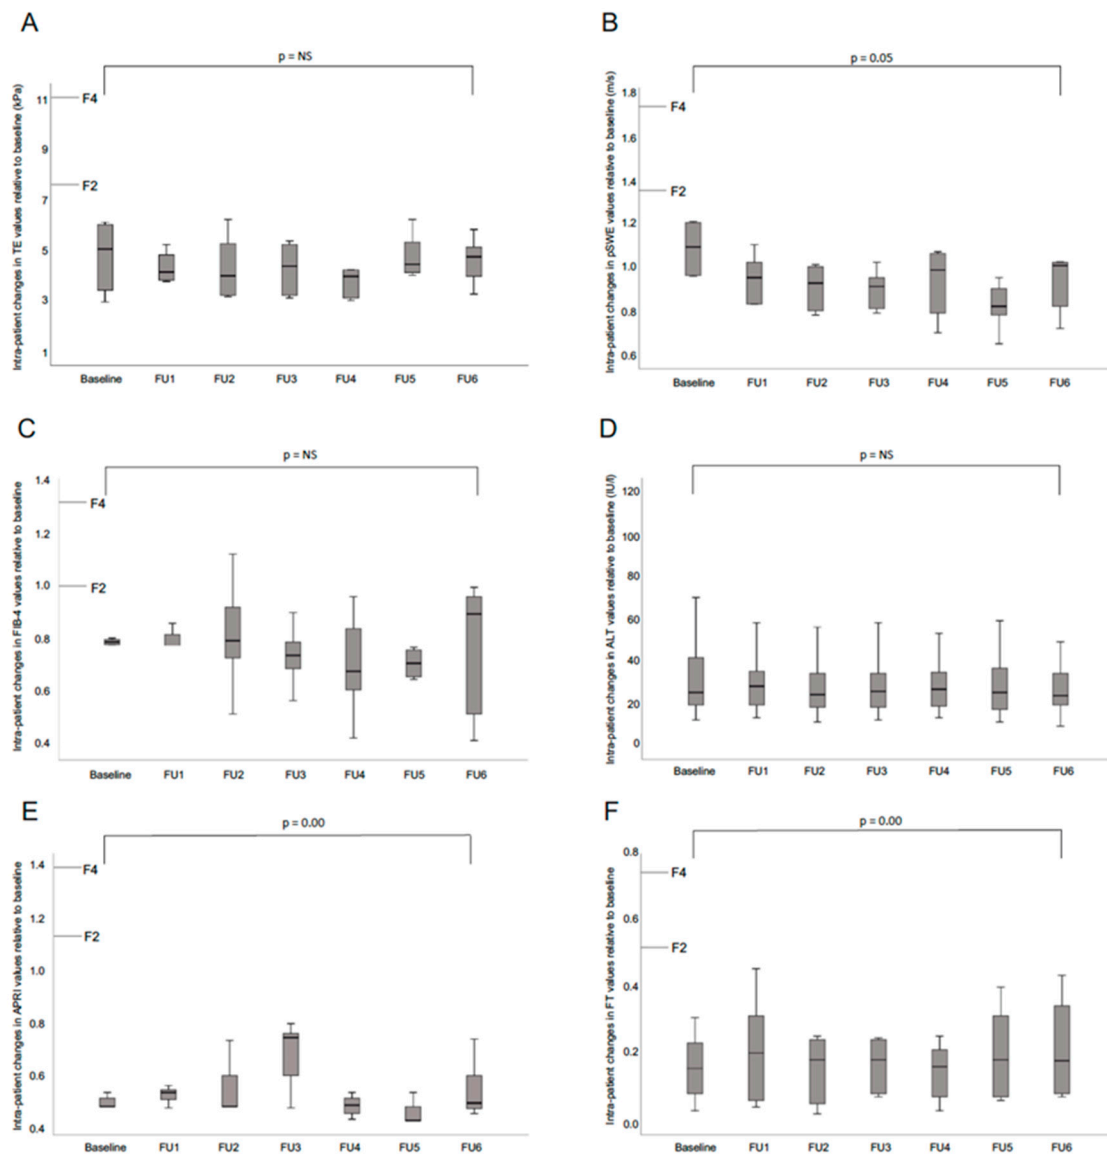 A
p = NS
Intra-patient changes in TE values relative to baseline (kPa)
11
9
7
5
3
1
F4
F2
Baseline FU1 FU2 FU3 FU4 FU5 FU6
B
p = 0.05
Intra-patient changes in pSWE values relative to baseline (m/s)
1.8
1.6
1.4
1.2
1.0
0.8
0.6
F4
F2
Baseline FU1 FU2 FU3 FU4 FU5 FU6
C
p = NS
Intra-patient changes in FIB-4 values relative to baseline
1.4
1.2
1.0
0.8
0.6
0.4
F4
F2
Baseline FU1 FU2 FU3 FU4 FU5 FU6
D
p = NS
Intra-patient changes in ALT values relative to baseline (IU/l)
120
100
80
60
40
20
0
Baseline FU1 FU2 FU3 FU4 FU5 FU6
E
p = 0.00
Intra-patient changes in APRI values relative to baseline
1.4
1.2
1.0
0.8
0.6
0.4
F4
F2
Baseline FU1 FU2 FU3 FU4 FU5 FU6
F
p = 0.00
Intra-patient changes in FT values relative to baseline
0.8
0.6
0.4
0.2
0.0
F4
F2
Baseline FU1 FU2 FU3 FU4 FU5 FU6